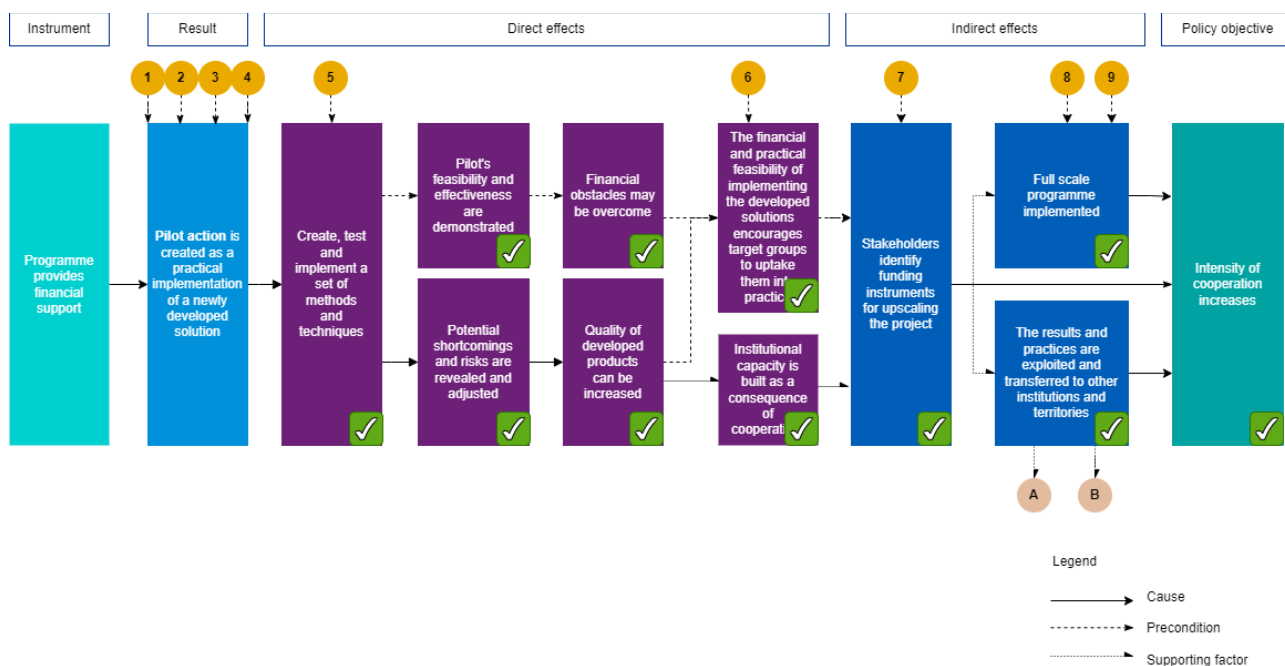 Instrument
Result
Direct effects
Indirect effects
Policy objective
1
2
3
4
5
6
7
8
9
Programme
provides
financial
support
Pilot action is
created as a
practical
implementation
of a newly
developed
solution
Create, test
and
implement a
set of
methods
and
techniques
Pilot's
feasibility and
effectiveness
are
demonstrated
Financial
obstacles may
be overcome
Potential
shortcomings
and risks are
revealed and
adjusted
Quality of
developed
products
can be
increased
The financial
and practical
feasibility of
implementing
the developed
solutions
encourages
target groups
to uptake
them into
practic
Institutional
capacity is
built as a
consequence
of
cooperat
Stakeholders
identify
funding
instruments
for upscaling
the project
Full scale
programme
implemented
The results and
practices are
exploited and
transferred to other
institutions and
territories
Intensity of
cooperation
increases
A
B
Legend
Cause
Precondition
Supporting factor